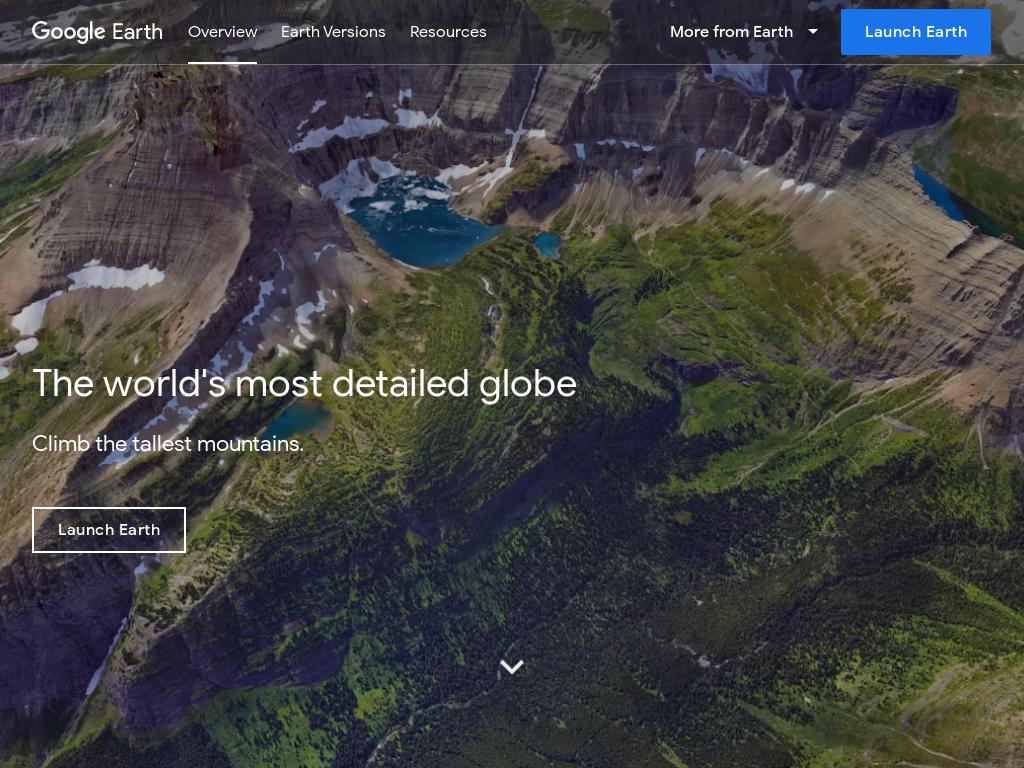 Google Earth
Overview
Earth Versions
Resources
More from Earth
Launch Earth
The world's most detailed globe
Climb the tallest mountains.
Launch Earth